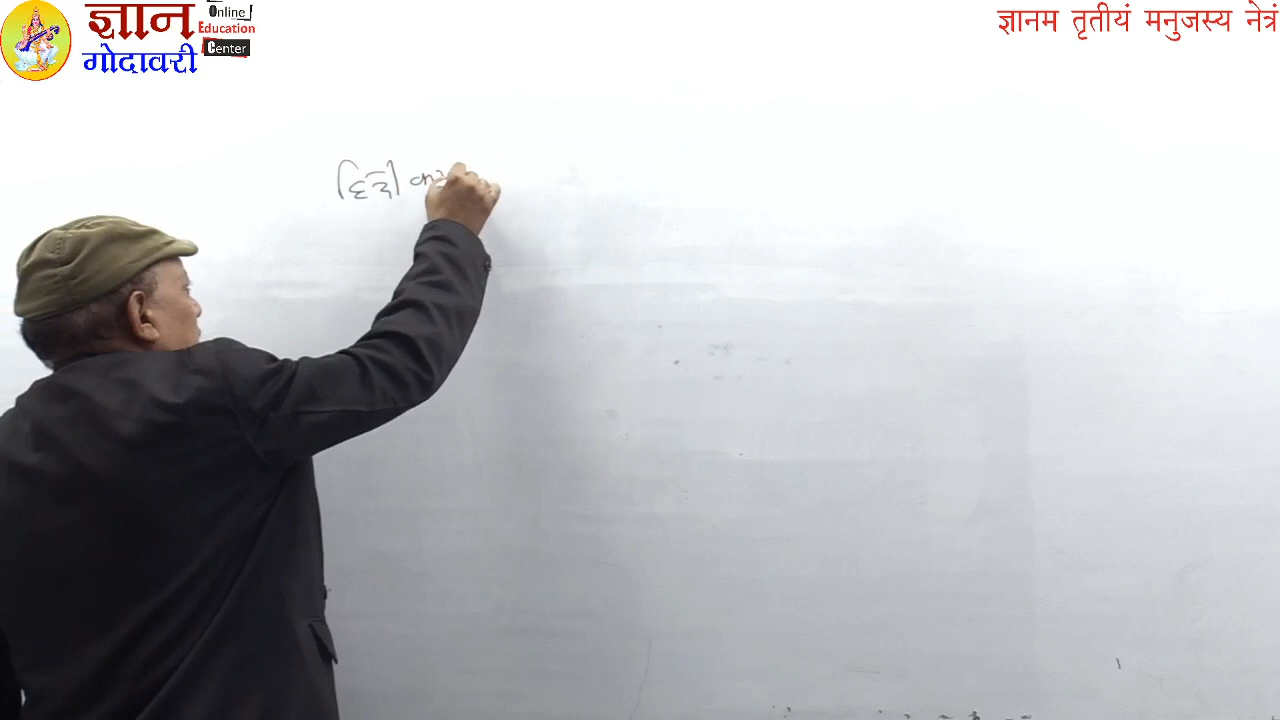 ज्ञान
गोदावरी
Online
Education
Center
ज्ञानम तृतीयं मनुजस्य नेत्रं
हिंदी